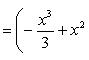 = (-x³/3 + x²